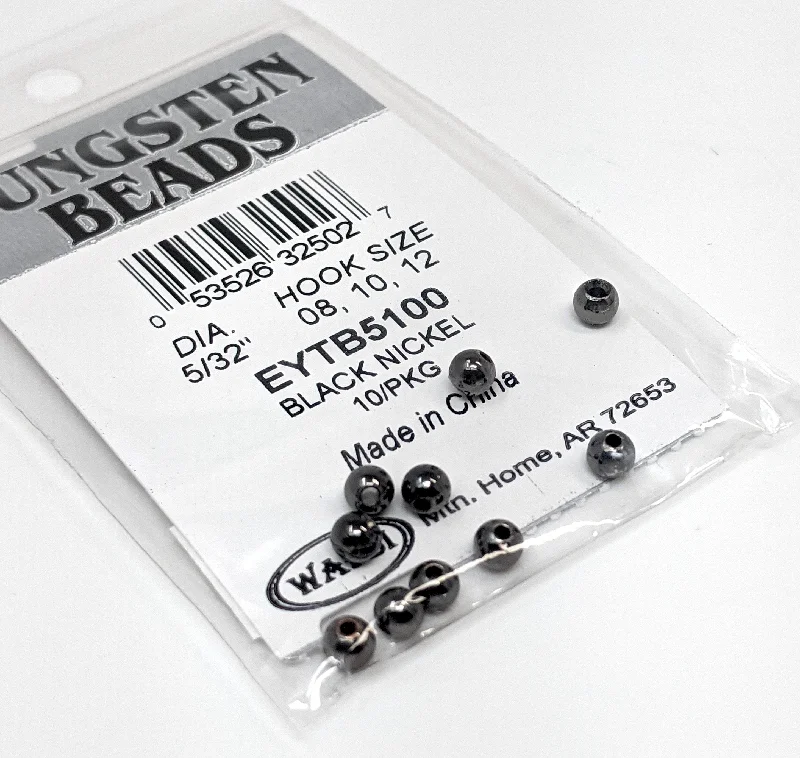 UNGSTEN
BEADS
0 53526 32502 7
DIA.
5/32"
HOOK SIZE
08, 10, 12
EYTB5100
BLACK NICKEL
10/PKG
Made in China
Mtn. Home, AR 72653